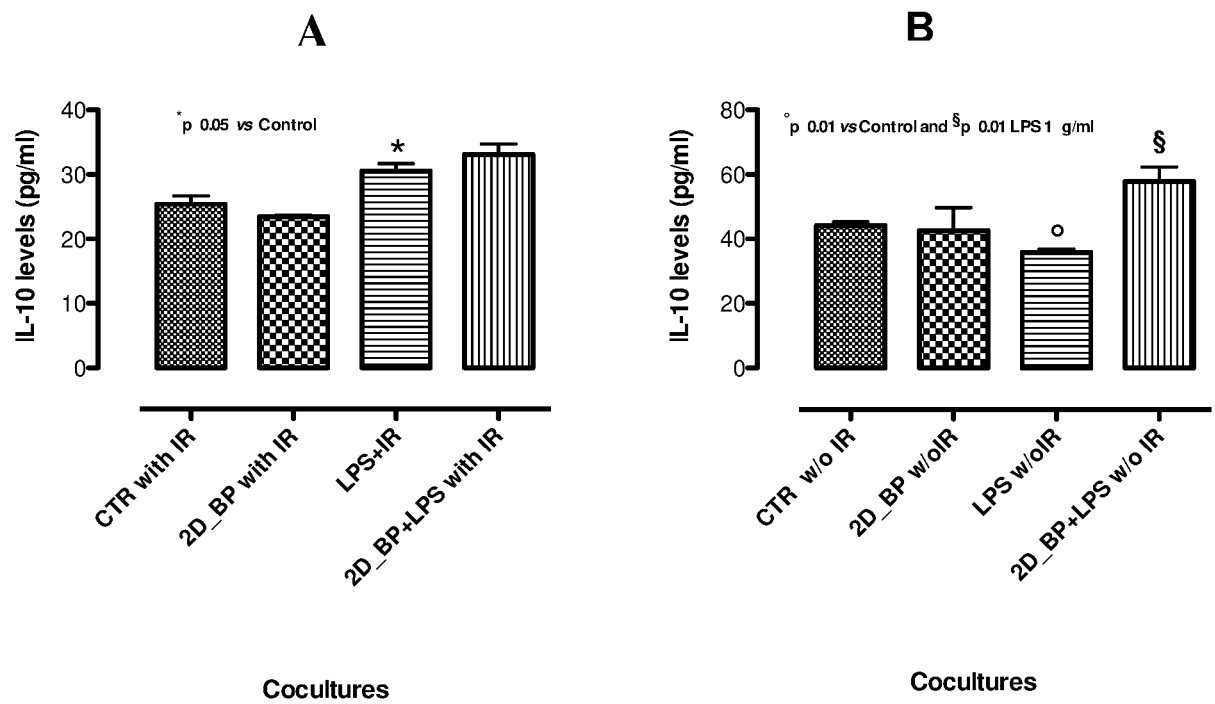 A
IL-10 levels (pg/ml)
40
30
20
10
0
*p 0.05 vs Control
*
CTR with IR
2D_BP with IR
LPS+IR
2D_BP+LPS with IR
Cocultures
B
IL-10 levels (pg/ml)
80
60
40
20
0
°p 0.01 vs Control and §p 0.01 LPS 1 g/ml
°
§
CTR w/o IR
2D_BP w/oIR
LPS w/oIR
2D_BP+LPS w/o IR
Cocultures